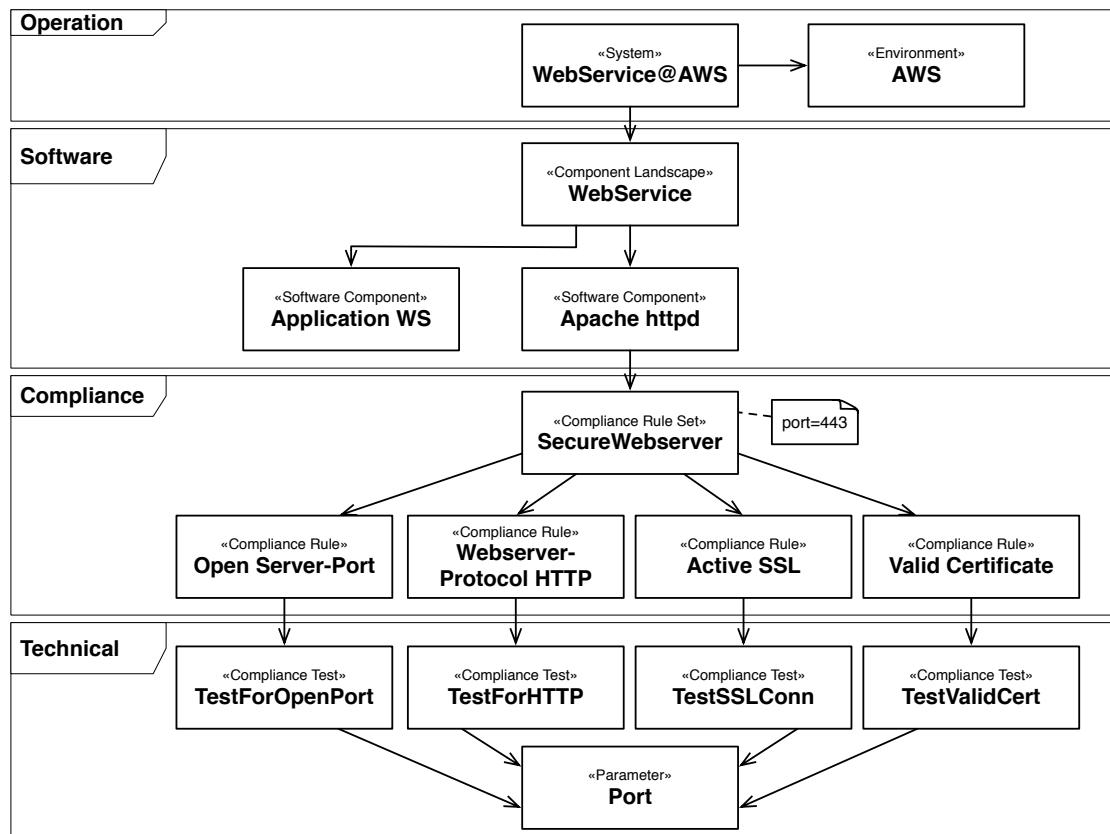 Operation
«System»
WebService@AWS
«Environment»
AWS
Software
«Component Landscape»
WebService
«Software Component»
Application WS
«Software Component»
Apache httpd
Compliance
«Compliance Rule Set»
SecureWebserver
port=443
«Compliance Rule»
Open Server-Port
«Compliance Rule»
Webserver-
Protocol HTTP
«Compliance Rule»
Active SSL
«Compliance Rule»
Valid Certificate
Technical
«Compliance Test»
TestForOpenPort
«Compliance Test»
TestForHTTP
«Compliance Test»
TestSSLConn
«Compliance Test»
TestValidCert
«Parameter»
Port